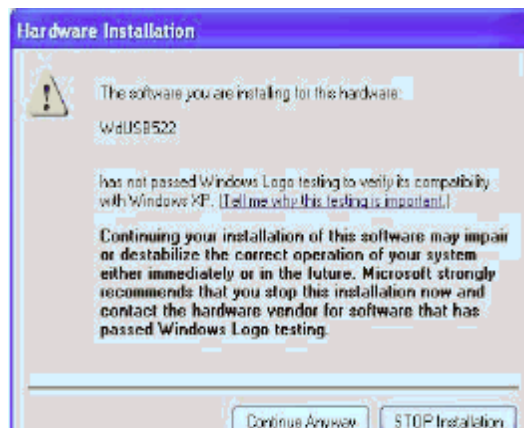 Hardware Installation
The software you are installing for this hardware:
WdUSB522
has not passed Windows Logo testing to verify its compatibility
with Windows XP. (Tell me why this testing is important.)
Continuing your installation of this software may impair
or destabilize the correct operation of your system
either immediately or in the future. Microsoft strongly
recommends that you stop this installation now and
contact the hardware vendor for software that has
passed Windows Logo testing.
Continue Anyway STOP Installation